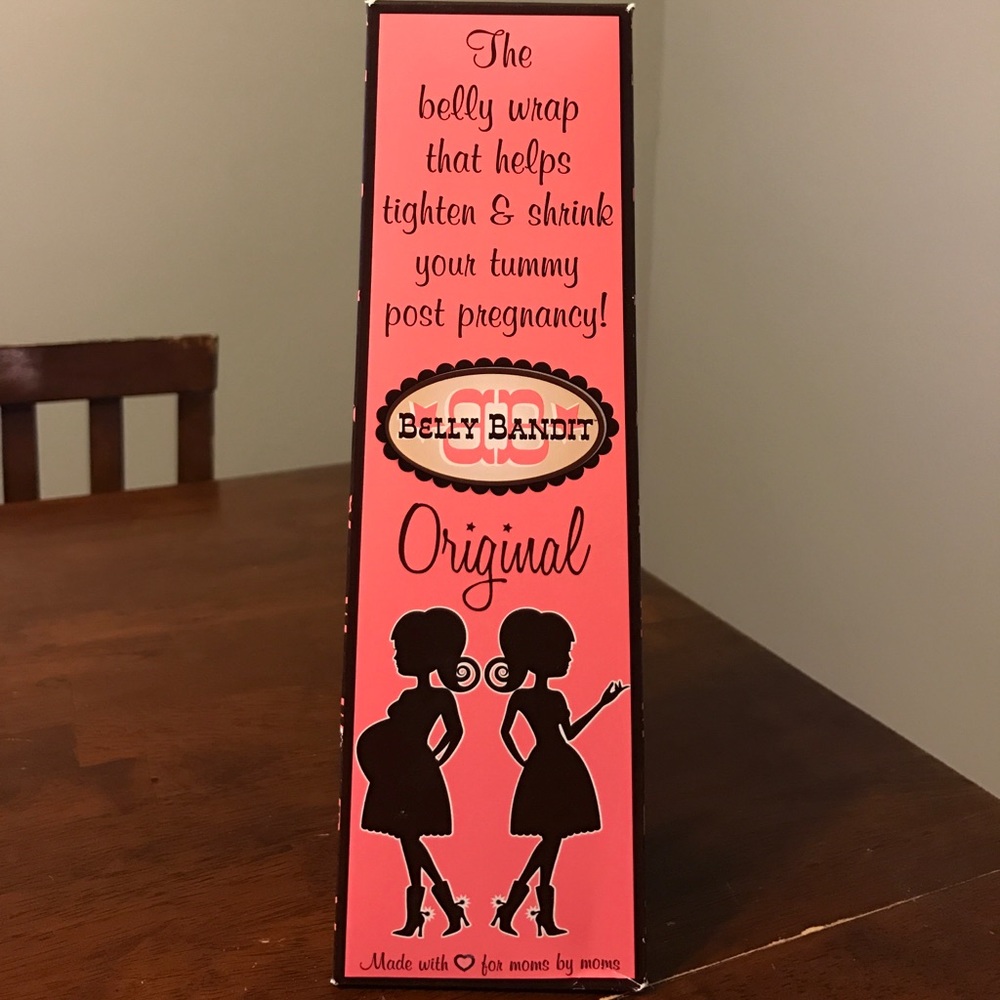 The
belly wrap
that helps
tighten & shrink
your tummy
post pregnancy!
BELLY BANDIT
Original
Made with ♡ for moms by moms